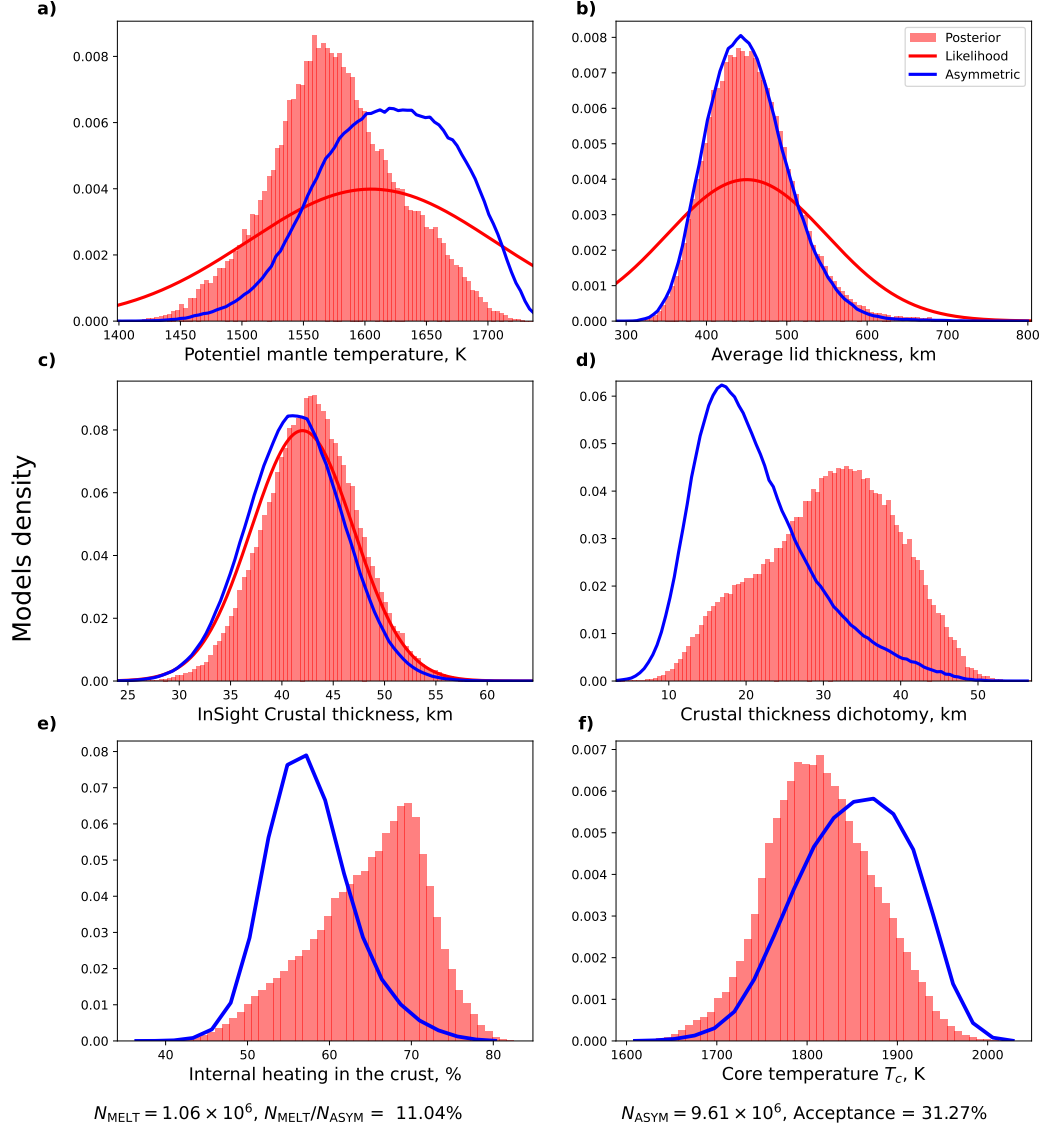 a)
0.008
0.006
0.004
0.002
0.000
1400 1450 1500 1550 1600 1650 1700
Potentiel mantle temperature, K
b)
Posterior
Likelihood
Asymmetric
0.008
0.007
0.006
0.005
0.004
0.003
0.002
0.001
0.000
300 400 500 600 700 800
Average lid thickness, km
c)
0.08
0.06
0.04
0.02
0.00
25 30 35 40 45 50 55 60
InSight Crustal thickness, km
d)
0.06
0.05
0.04
0.03
0.02
0.01
0.00
10 20 30 40 50
Crustal thickness dichotomy, km
Models density
e)
0.08
0.07
0.06
0.05
0.04
0.03
0.02
0.01
0.00
40 50 60 70 80
Internal heating in the crust, %
f)
0.007
0.006
0.005
0.004
0.003
0.002
0.001
0.000
1600 1700 1800 1900 2000
Core temperature T_c, K
N_MELT = 1.06 × 10^6, N_MELT/N_ASYM = 11.04%
N_ASYM = 9.61 × 10^6, Acceptance = 31.27%